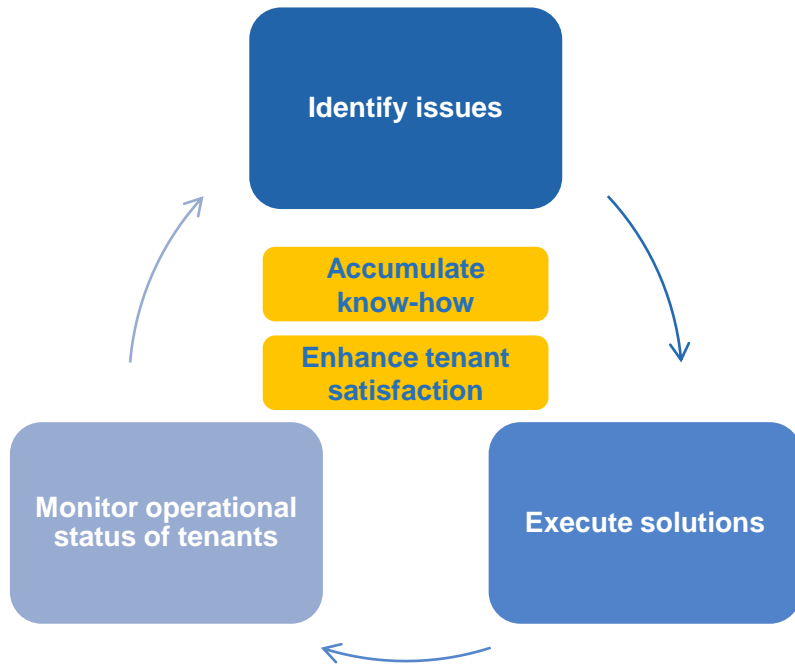 Identify issues
Accumulate
know-how
Enhance tenant
satisfaction
Monitor operational
status of tenants
Execute solutions